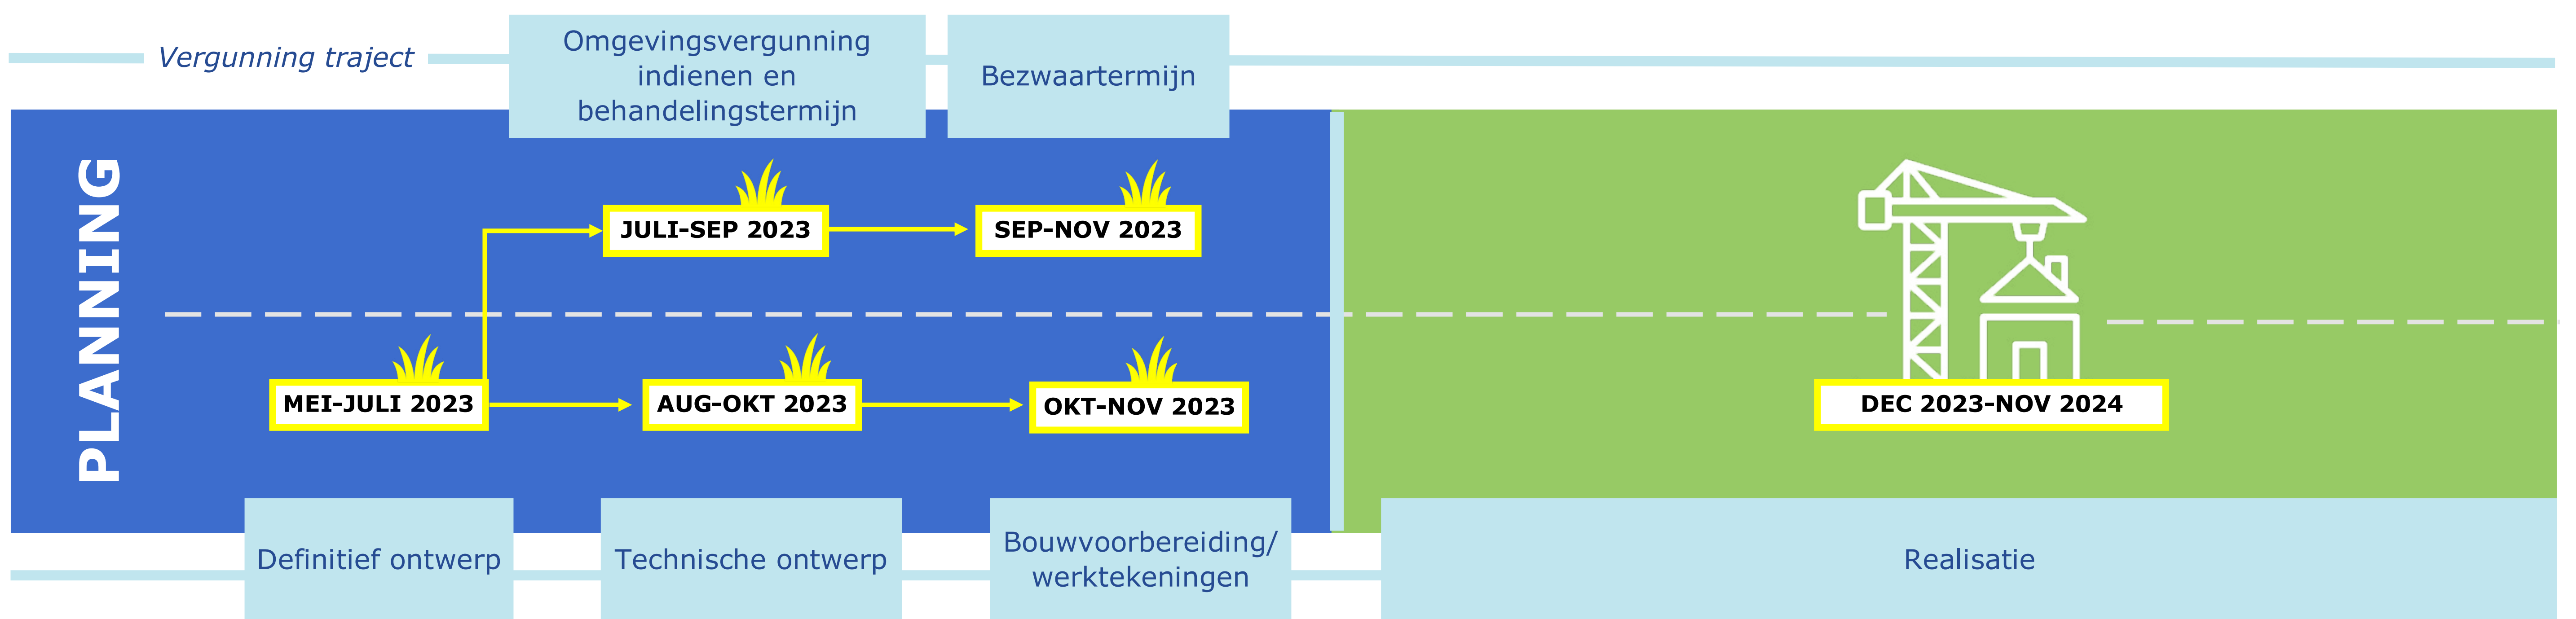 Vergunning traject
Omgevingsvergunning
indienen en
behandelingstermijn
Bezwaartermijn
PLANNING
JULI-SEP 2023
SEP-NOV 2023
MEI-JULI 2023
AUG-OKT 2023
OKT-NOV 2023
DEC 2023-NOV 2024
Definitief ontwerp
Technische ontwerp
Bouwvoorbereiding/
werktekeningen
Realisatie